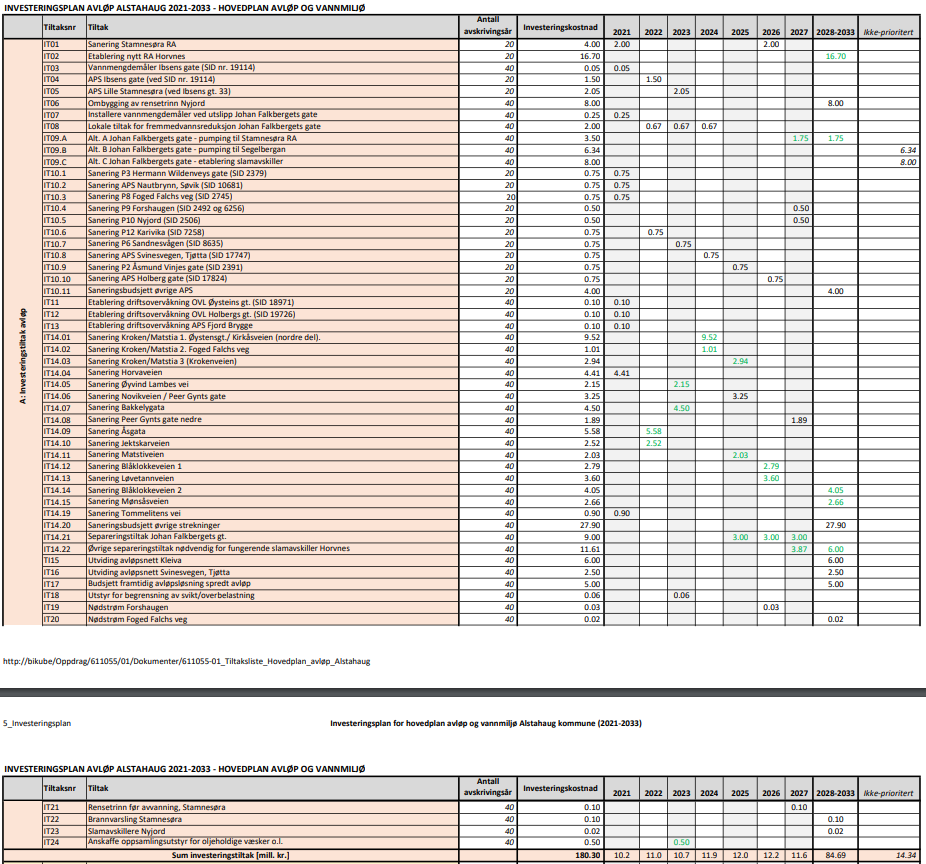 INVESTERINGSPLAN AVLØP ALSTAHAUG 2021-2033 - HOVEDPLAN AVLØP OG VANNMILJØ
Tiltaksnr Tiltak Antall avskrivingsår Investeringskostnad 2021 2022 2023 2024 2025 2026 2027 2028-2033 Ikke-prioritert
A: Investeringstiltak avløp
IT01 Sanering Stamnesøra RA 20 4.00 2.00 2.00
IT02 Etablering nytt RA Horvnes 20 16.70 16.70
IT03 Vannmengdemåler Ibsens gate (SID nr. 19114) 40 0.05 0.05
IT04 APS Ibsens gate (ved SID nr. 19114) 20 1.50 1.50
IT05 APS Lille Stamnesøra (ved Ibsens gt. 33) 20 2.05 2.05
IT06 Ombygging av rensetrinn Nyjord 40 8.00 8.00
IT07 Installere vannmengdemåler ved utslipp Johan Falkbergets gate 40 0.25 0.25
IT08 Lokale tiltak for fremmedvannsreduksjon Johan Falkbergets gate 40 2.00 0.67 0.67 0.67
IT09.A Alt. A Johan Falkbergets gate - pumping til Stamnesøra RA 40 3.50 1.75 1.75
IT09.B Alt. B Johan Falkbergets gate - pumping til Segelbergan 40 6.34 6.34
IT09.C Alt. C Johan Falkbergets gate - etablering slamavskiller 40 8.00 8.00
IT10.1 Sanering P3 Hermann Wildenveys gate (SID 2379) 20 0.75 0.75
IT10.2 Sanering APS Nautbrynn, Søvik (SID 10681) 20 0.75 0.75
IT10.3 Sanering P8 Foged Falchs veg (SID 2745) 20 0.75 0.75
IT10.4 Sanering P9 Forshaugen (SID 2492 og 6256) 20 0.50 0.50
IT10.5 Sanering P10 Nyjord (SID 2506) 20 0.50 0.50
IT10.6 Sanering P12 Karivika (SID 7258) 20 0.75 0.75
IT10.7 Sanering P6 Sandnesvågen (SID 8635) 20 0.75 0.75
IT10.8 Sanering APS Svinesvegen, Tjøtta (SID 17747) 20 0.75 0.75
IT10.9 Sanering P2 Åsmund Vinjes gate (SID 2391) 20 0.75 0.75
IT10.10 Sanering APS Holberg gate (SID 17824) 20 0.75 0.75
IT10.11 Saneringsbudsjett øvrige APS 20 4.00 4.00
IT11 Etablering driftsovervåkning OVL Øysteins gt. (SID 18971) 40 0.10 0.10
IT12 Etablering driftsovervåkning OVL Holbergs gt. (SID 19726) 40 0.10 0.10
IT13 Etablering driftsovervåkning APS Fjord Brygge 40 0.10 0.10
IT14.01 Sanering Kroken/Matstia 1. Øystensgt./ Kirkåsveien (nordre del). 40 9.52 9.52
IT14.02 Sanering Kroken/Matstia 2. Foged Falchs veg 40 1.01 1.01
IT14.03 Sanering Kroken/Matstia 3 (Krokenveien) 40 2.94 2.94
IT14.04 Sanering Horvaveien 40 4.41 4.41
IT14.05 Sanering Øyvind Lambes vei 40 2.15 2.15
IT14.06 Sanering Novikveien / Peer Gynts gate 40 3.25 3.25
IT14.07 Sanering Bakkelygata 40 4.50 4.50
IT14.08 Sanering Peer Gynts gate nedre 40 1.89 1.89
IT14.09 Sanering Åsgata 40 5.58 5.58
IT14.10 Sanering Jektskarveien 40 2.52 2.52
IT14.11 Sanering Matstiveien 40 2.03 2.03
IT14.12 Sanering Blåklokkeveien 1 40 2.79 2.79
IT14.13 Sanering Løvetannveien 40 3.60 3.60
IT14.14 Sanering Blåklokkeveien 2 40 4.05 4.05
IT14.15 Sanering Mønsåsveien 40 2.66 2.66
IT14.19 Sanering Tommelitens vei 40 0.90 0.90
IT14.20 Saneringsbudsjett øvrige strekninger 40 27.90 27.90
IT14.21 Separeringstiltak Johan Falkbergets gt. 40 9.00 3.00 3.00 3.00
IT14.22 Øvrige separeringstiltak nødvendig for fungerende slamavskiller Horvnes 40 11.61 3.87 6.00
TI15 Utviding avløpsnett Kleiva 40 6.00 6.00
IT16 Utviding avløpsnett Svinesvegen, Tjøtta 40 2.50 2.50
IT17 Budsjett framtidig avløpsløsning spredt avløp 40 5.00 5.00
IT18 Utstyr for begrensning av svikt/overbelastning 40 0.06 0.06
IT19 Nødstrøm Forshaugen 40 0.03 0.03
IT20 Nødstrøm Foged Falchs veg 40 0.02 0.02
http://bikube/Oppdrag/611055/01/Dokumenter/611055-01_Tiltaksliste_Hovedplan_avløp_Alstahaug
5_Investeringsplan Investeringsplan for hovedplan avløp og vannmiljø Alstahaug kommune (2021-2033)
INVESTERINGSPLAN AVLØP ALSTAHAUG 2021-2033 - HOVEDPLAN AVLØP OG VANNMILJØ
Tiltaksnr Tiltak Antall avskrivingsår Investeringskostnad 2021 2022 2023 2024 2025 2026 2027 2028-2033 Ikke-prioritert
IT21 Rensetrinn før avvanning, Stamnesøra 40 0.10 0.10
IT22 Brannvarsling Stamnesøra 40 0.10 0.10
IT23 Slamavskillere Nyjord 40 0.02 0.02
IT24 Anskaffe oppsamlingsutstyr for oljeholdige væsker o.l. 40 0.50 0.50
Sum investeringstiltak [mill. kr.] 180.30 10.2 11.0 10.7 11.9 12.0 12.2 11.6 84.69 14.34